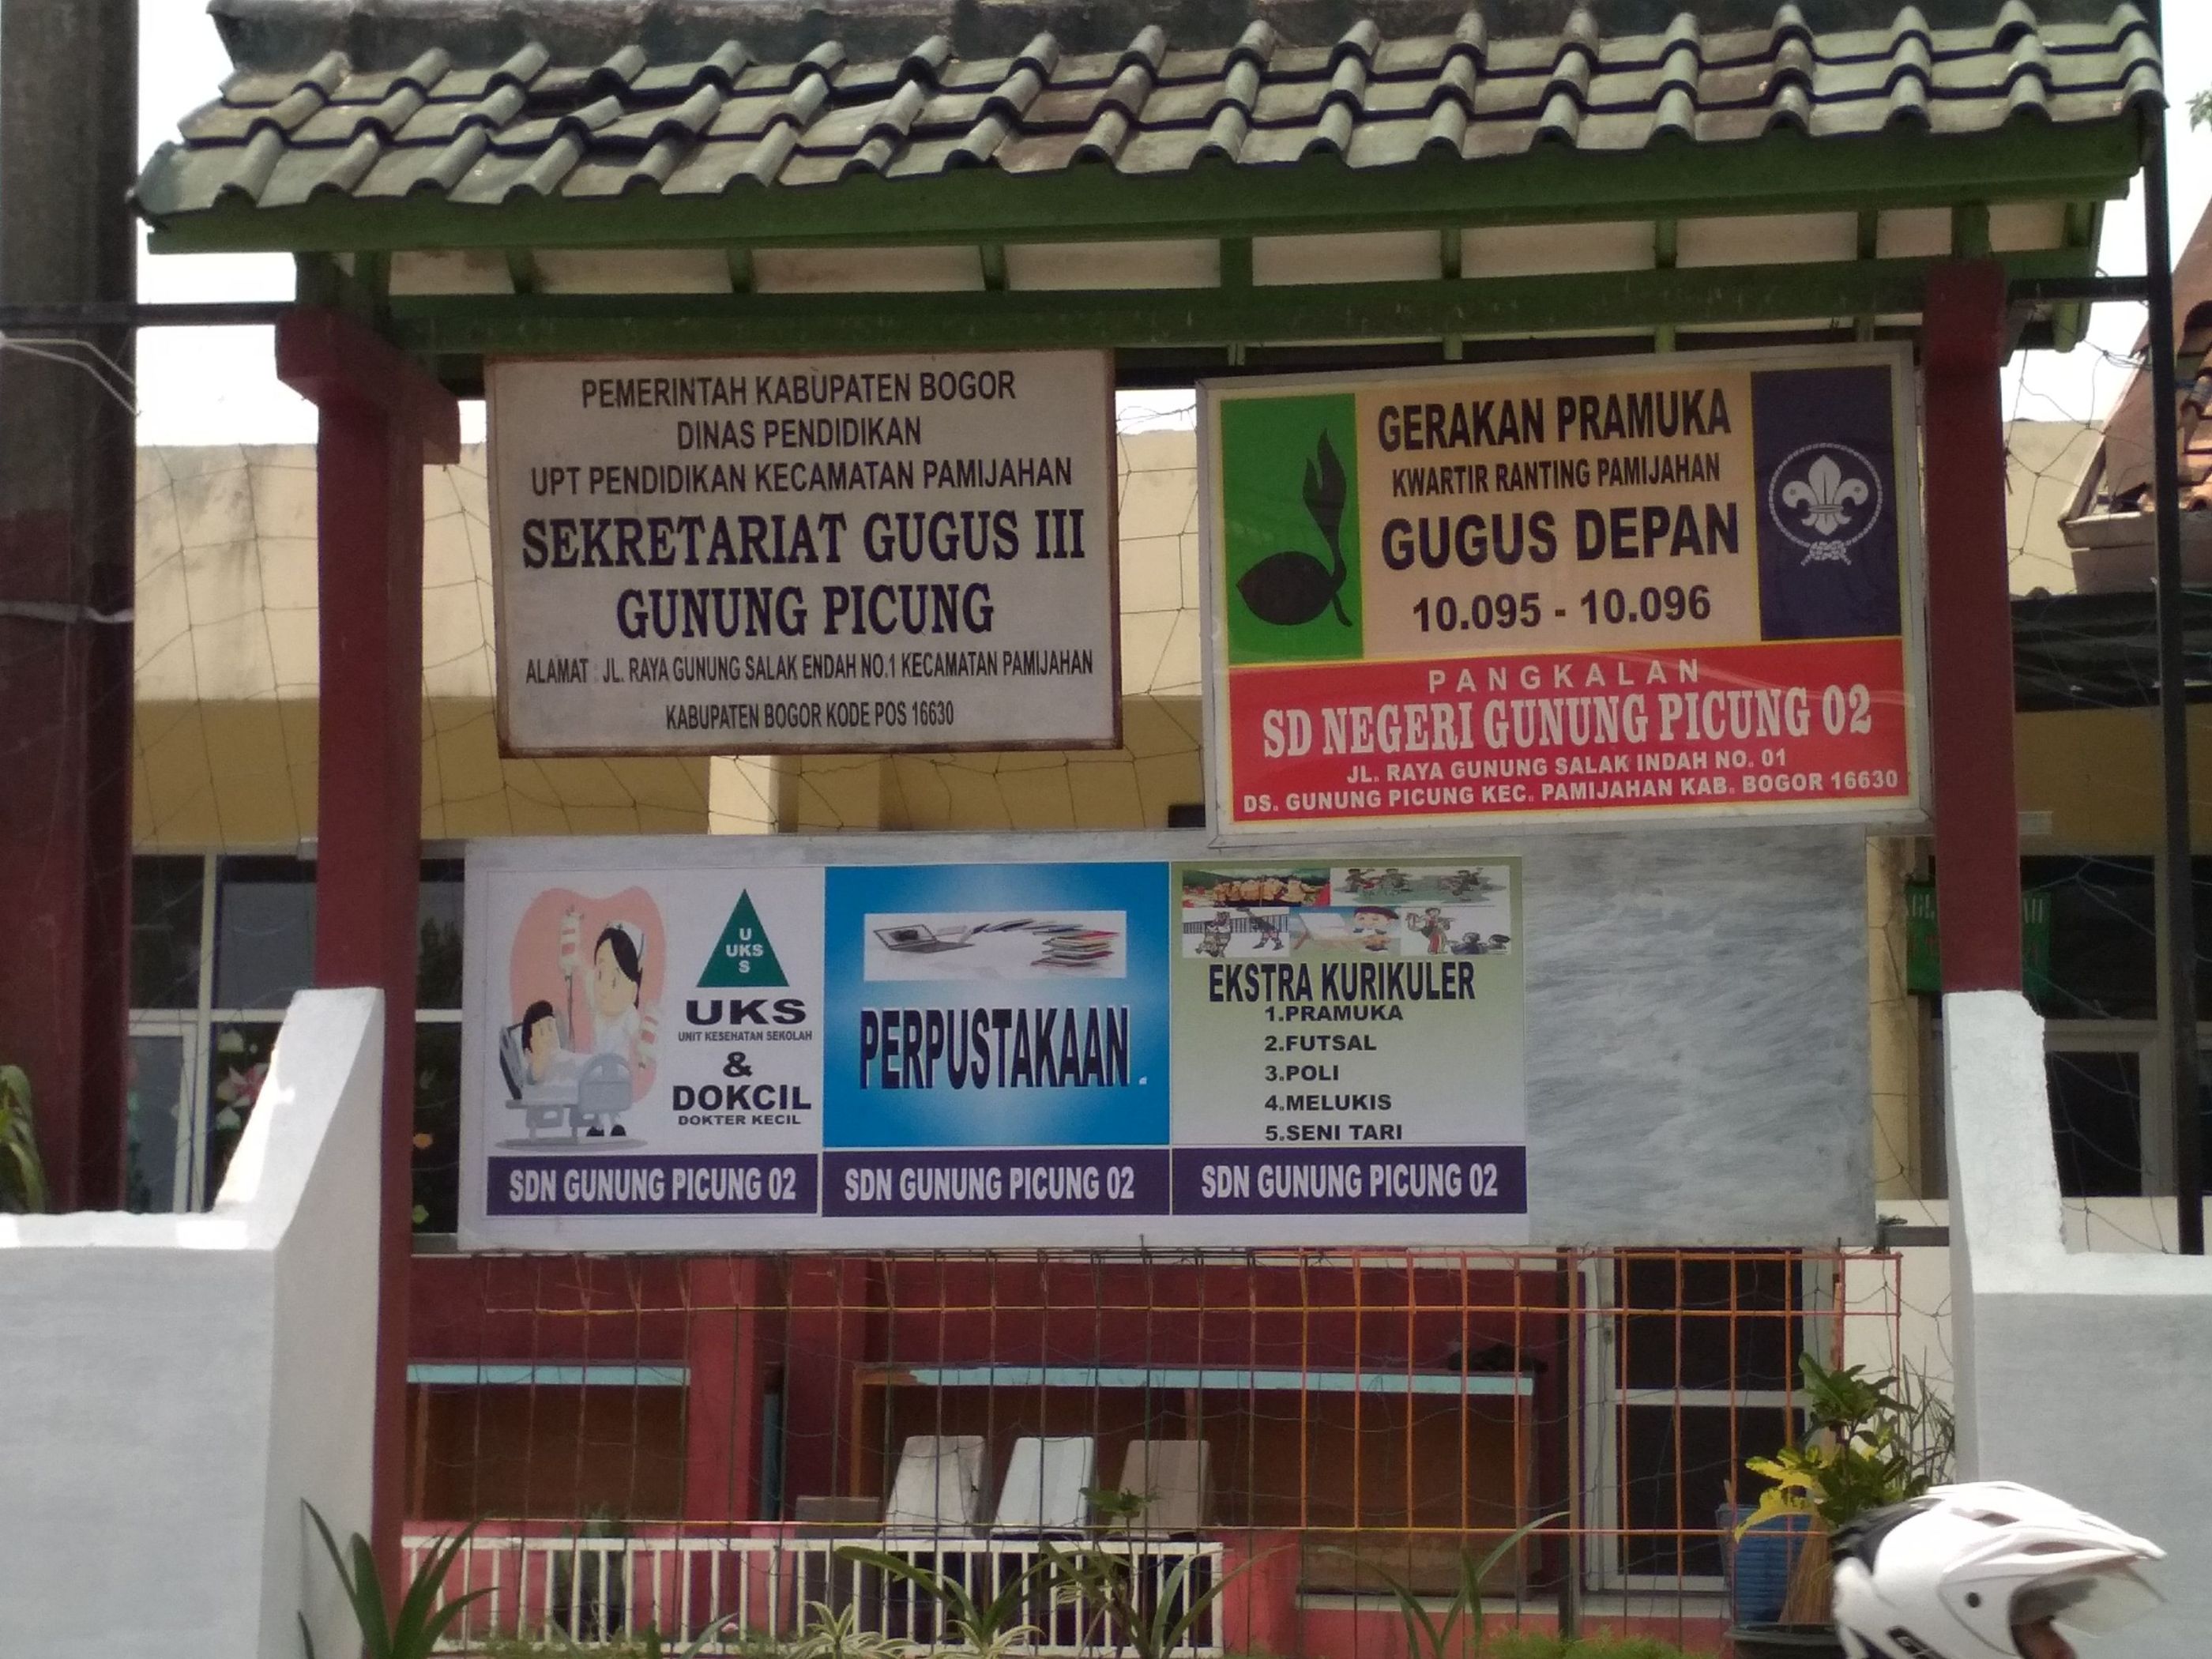 PEMERINTAH KABUPATEN BOGOR
DINAS PENDIDIKAN
UPT PENDIDIKAN KECAMATAN PAMIJAHAN
SEKRETARIAT GUGUS III
GUNUNG PICUNG
ALAMAT : JL. RAYA GUNUNG SALAK ENDAH NO.1 KECAMATAN PAMIJAHAN
KABUPATEN BOGOR KODE POS 16630
GERAKAN PRAMUKA
KWARTIR RANTING PAMIJAHAN
GUGUS DEPAN
10.095 - 10.096
PANGKALAN
SD NEGERI GUNUNG PICUNG 02
JL. RAYA GUNUNG SALAK INDAH NO. 01
DS. GUNUNG PICUNG KEC. PAMIJAHAN KAB. BOGOR 16630
U
UKS
S
UKS
UNIT KESEHATAN SEKOLAH
&
DOKCIL
DOKTER KECIL
SDN GUNUNG PICUNG 02
PERPUSTAKAAN.
SDN GUNUNG PICUNG 02
EKSTRA KURIKULER
1.PRAMUKA
2.FUTSAL
3.POLI
4.MELUKIS
5.SENI TARI
SDN GUNUNG PICUNG 02